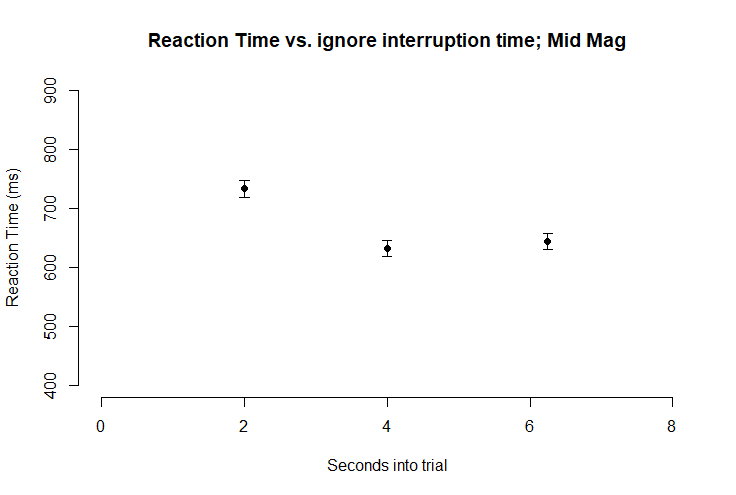 Reaction Time vs. ignore interruption time; Mid Mag
900
800
700
600
500
400
Reaction Time (ms)
0 2 4 6 8
Seconds into trial